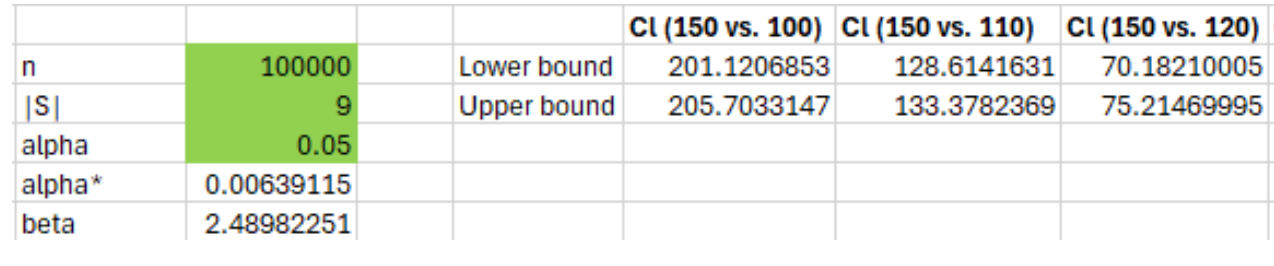 CI (150 vs. 100) CI (150 vs. 110) CI (150 vs. 120)
n 100000 Lower bound 201.1206853 128.6141631 70.18210005
|S| 9 Upper bound 205.7033147 133.3782369 75.21469995
alpha 0.05
alpha* 0.00639115
beta 2.48982251